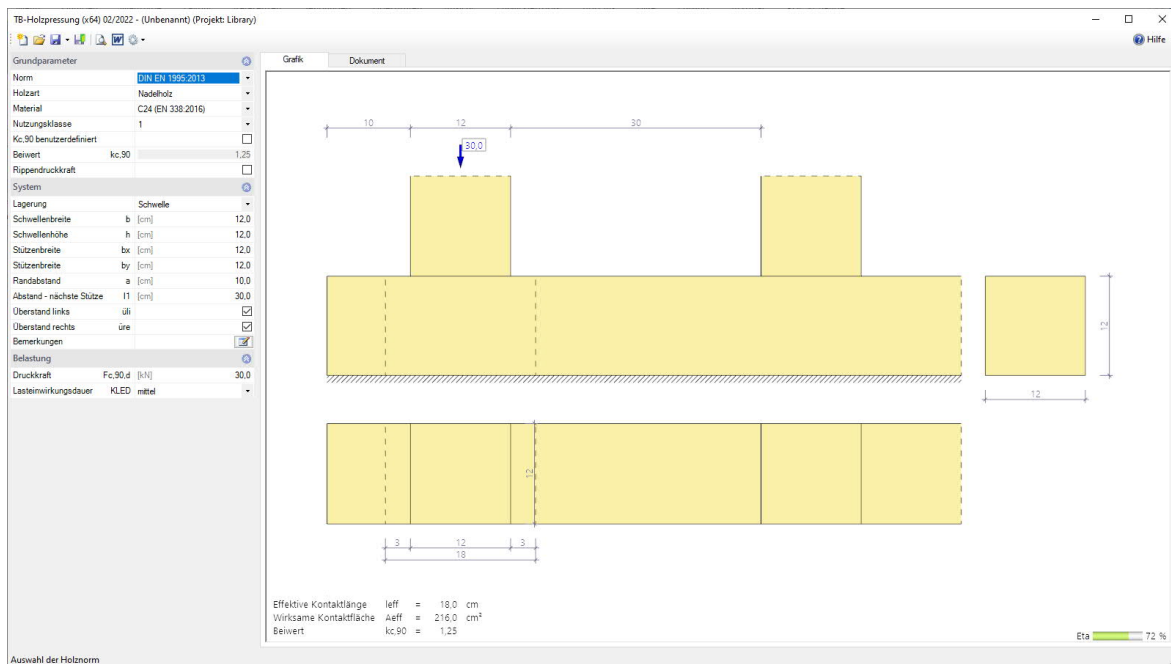 TB-Holzpressung (x64) 02/2022 - (Unbenannt) (Projekt: Library)
Hilfe
Grundparameter
Norm DIN EN 1995:2013
Holzart Nadelholz
Material C24 (EN 338:2016)
Nutzungsklasse 1
Kc,90 benutzerdefiniert
Beiwert kc,90 1,25
Rippendruckkraft
System
Lagerung Schwelle
Schwellenbreite b [cm] 12,0
Schwellenhöhe h [cm] 12,0
Stützenbreite bx [cm] 12,0
Stützenbreite by [cm] 12,0
Randabstand a [cm] 10,0
Abstand - nächste Stütze l1 [cm] 30,0
Überstand links üli
Überstand rechts üre
Bemerkungen
Belastung
Druckkraft Fc,90,d [kN] 30,0
Lasteinwirkungsdauer KLED mittel
Grafik Dokument
10 12 30
30,0
12
12
12
3 12 3
18
Effektive Kontaktlänge leff = 18,0 cm
Wirksame Kontaktfläche Aeff = 216,0 cm²
Beiwert kc,90 = 1,25
Eta 72 %
Auswahl der Holznorm